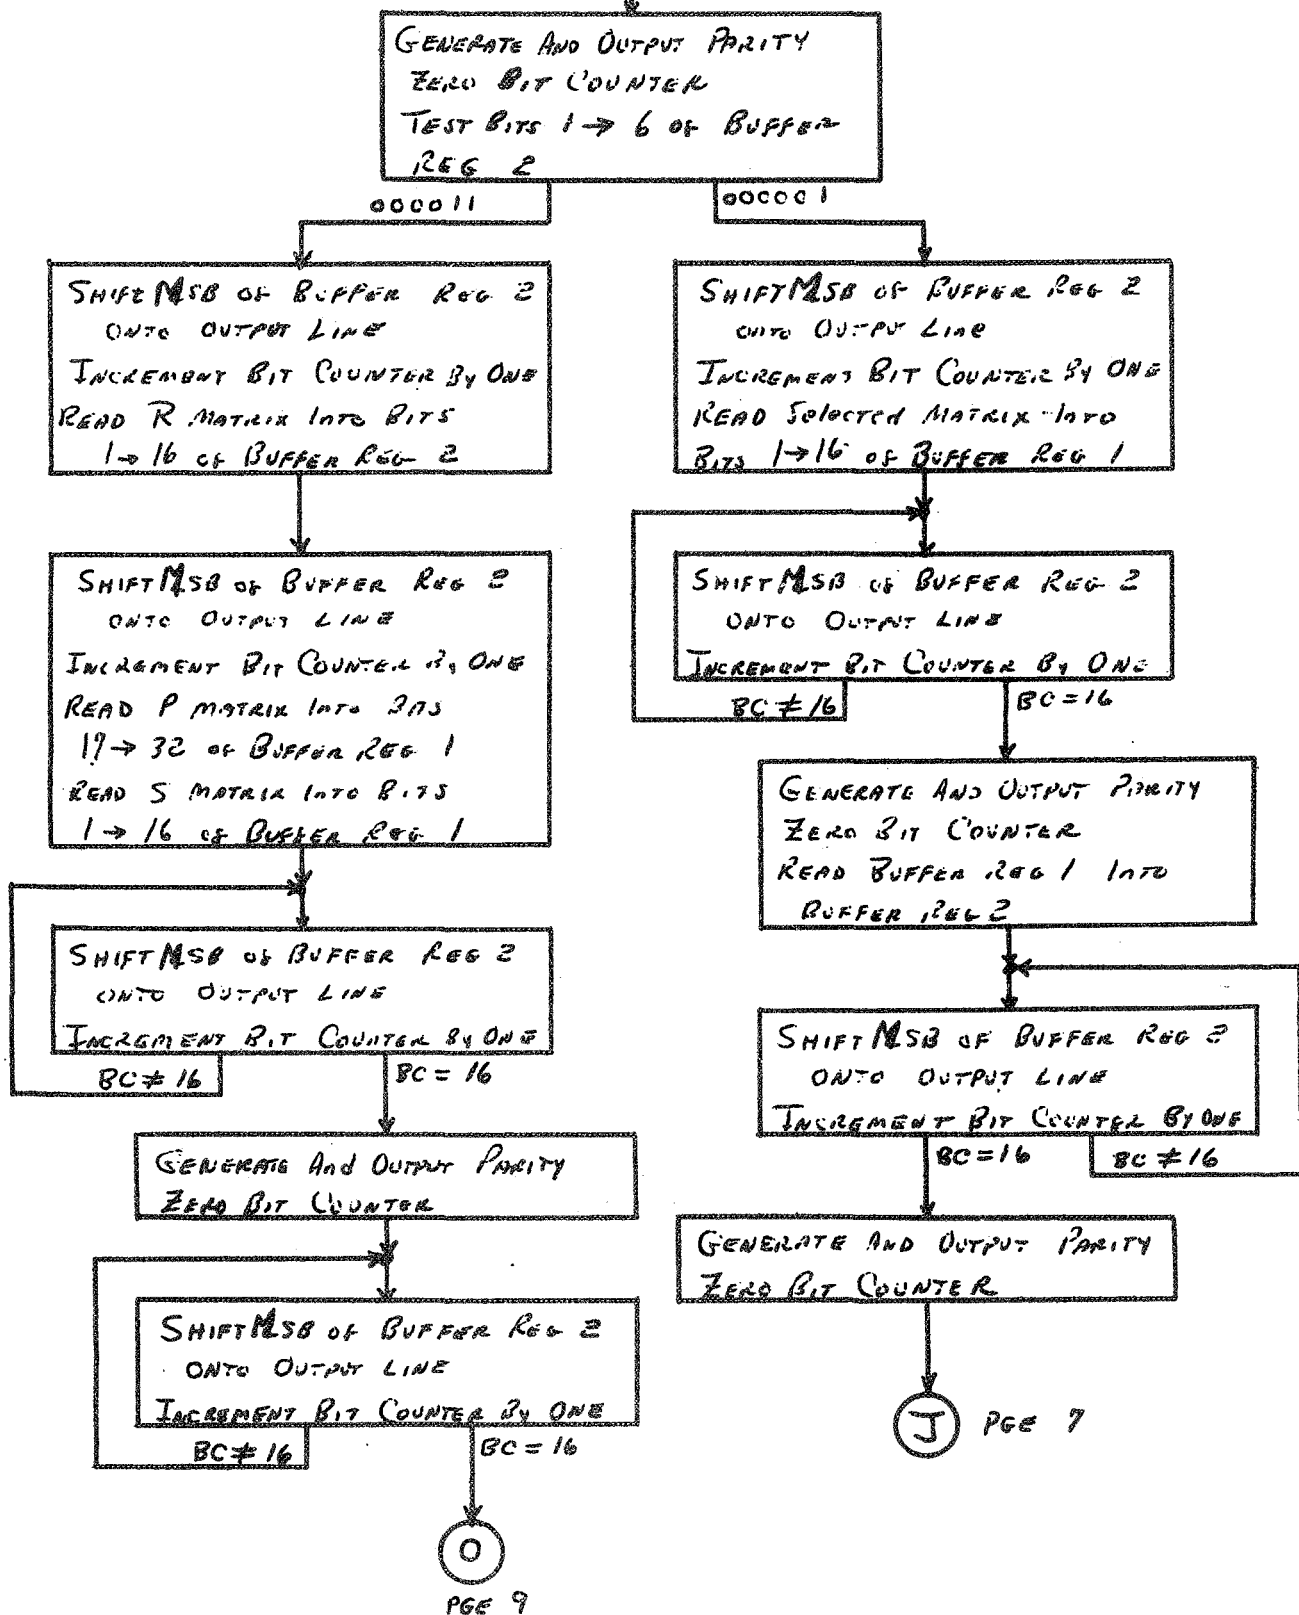 GENERATE AND OUTPUT PARITY
ZERO BIT COUNTER
TEST BITS 1 → 6 OF BUFFER
REG 2
000011
000001
SHIFT MSB OF BUFFER REG 2
ONTO OUTPUT LINE
INCREMENT BIT COUNTER BY ONE
READ R MATRIX INTO BITS
1 → 16 OF BUFFER REG 2
SHIFT MSB OF BUFFER REG 2
ONTO OUTPUT LINE
INCREMENT BIT COUNTER BY ONE
READ P MATRIX INTO BITS
17 → 32 OF BUFFER REG 1
READ S MATRIX INTO BITS
1 → 16 OF BUFFER REG 1
SHIFT MSB OF BUFFER REG 2
ONTO OUTPUT LINE
INCREMENT BIT COUNTER BY ONE
BC ≠ 16
BC = 16
GENERATE And OUTPUT PARITY
ZERO BIT COUNTER
SHIFT MSB OF BUFFER REG 2
ONTO OUTPUT LINE
INCREMENT BIT COUNTER BY ONE
BC ≠ 16
BC = 16
O
PGE 9
SHIFT MSB OF BUFFER REG 2
ONTO OUTPUT LINE
INCREMENT BIT COUNTER BY ONE
READ SELECTED MATRIX INTO
BITS 1 → 16 OF BUFFER REG 1
SHIFT MSB OF BUFFER REG 2
ONTO OUTPUT LINE
INCREMENT BIT COUNTER BY ONE
BC ≠ 16
BC = 16
GENERATE AND OUTPUT PARITY
ZERO BIT COUNTER
READ BUFFER REG 1 INTO
BUFFER REG 2
SHIFT MSB OF BUFFER REG 2
ONTO OUTPUT LINE
INCREMENT BIT COUNTER BY ONE
BC = 16
BC ≠ 16
GENERATE AND OUTPUT PARITY
ZERO BIT COUNTER
J
PGE 7